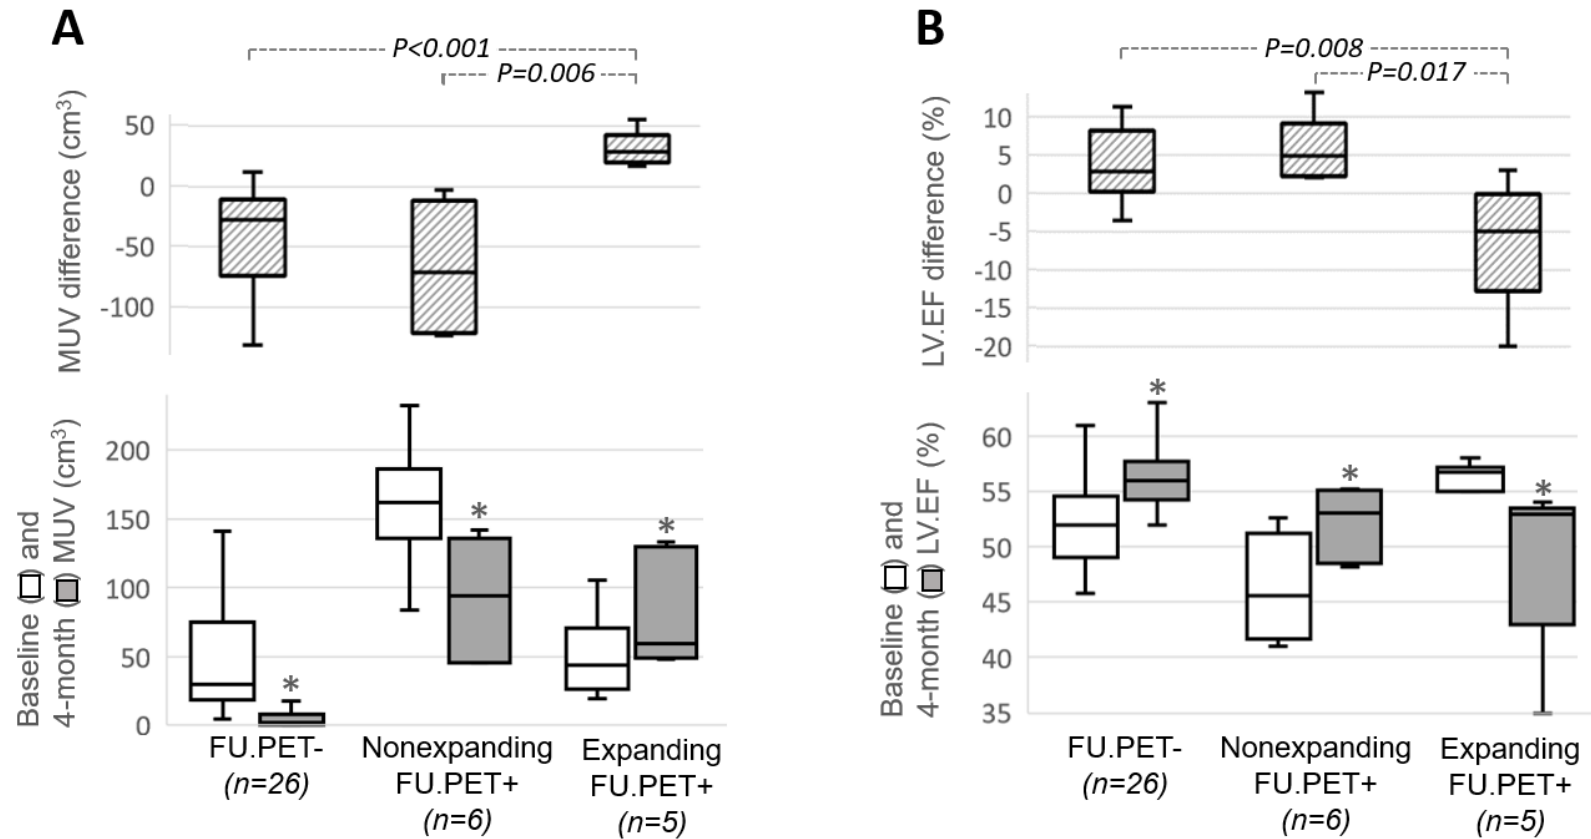 A
P<0.001
P=0.006
MUV difference (cm³)
50
0
-50
-100
Baseline ( ) and
4-month ( ) MUV (cm³)
200
150
100
50
0
*
*
*
FU.PET-
(n=26)
Nonexpanding
FU.PET+
(n=6)
Expanding
FU.PET+
(n=5)
B
P=0.008
P=0.017
LV.EF difference (%)
10
5
0
-5
-10
-15
-20
Baseline ( ) and
4-month ( ) LV.EF (%)
60
55
50
45
40
35
*
*
*
FU.PET-
(n=26)
Nonexpanding
FU.PET+
(n=6)
Expanding
FU.PET+
(n=5)